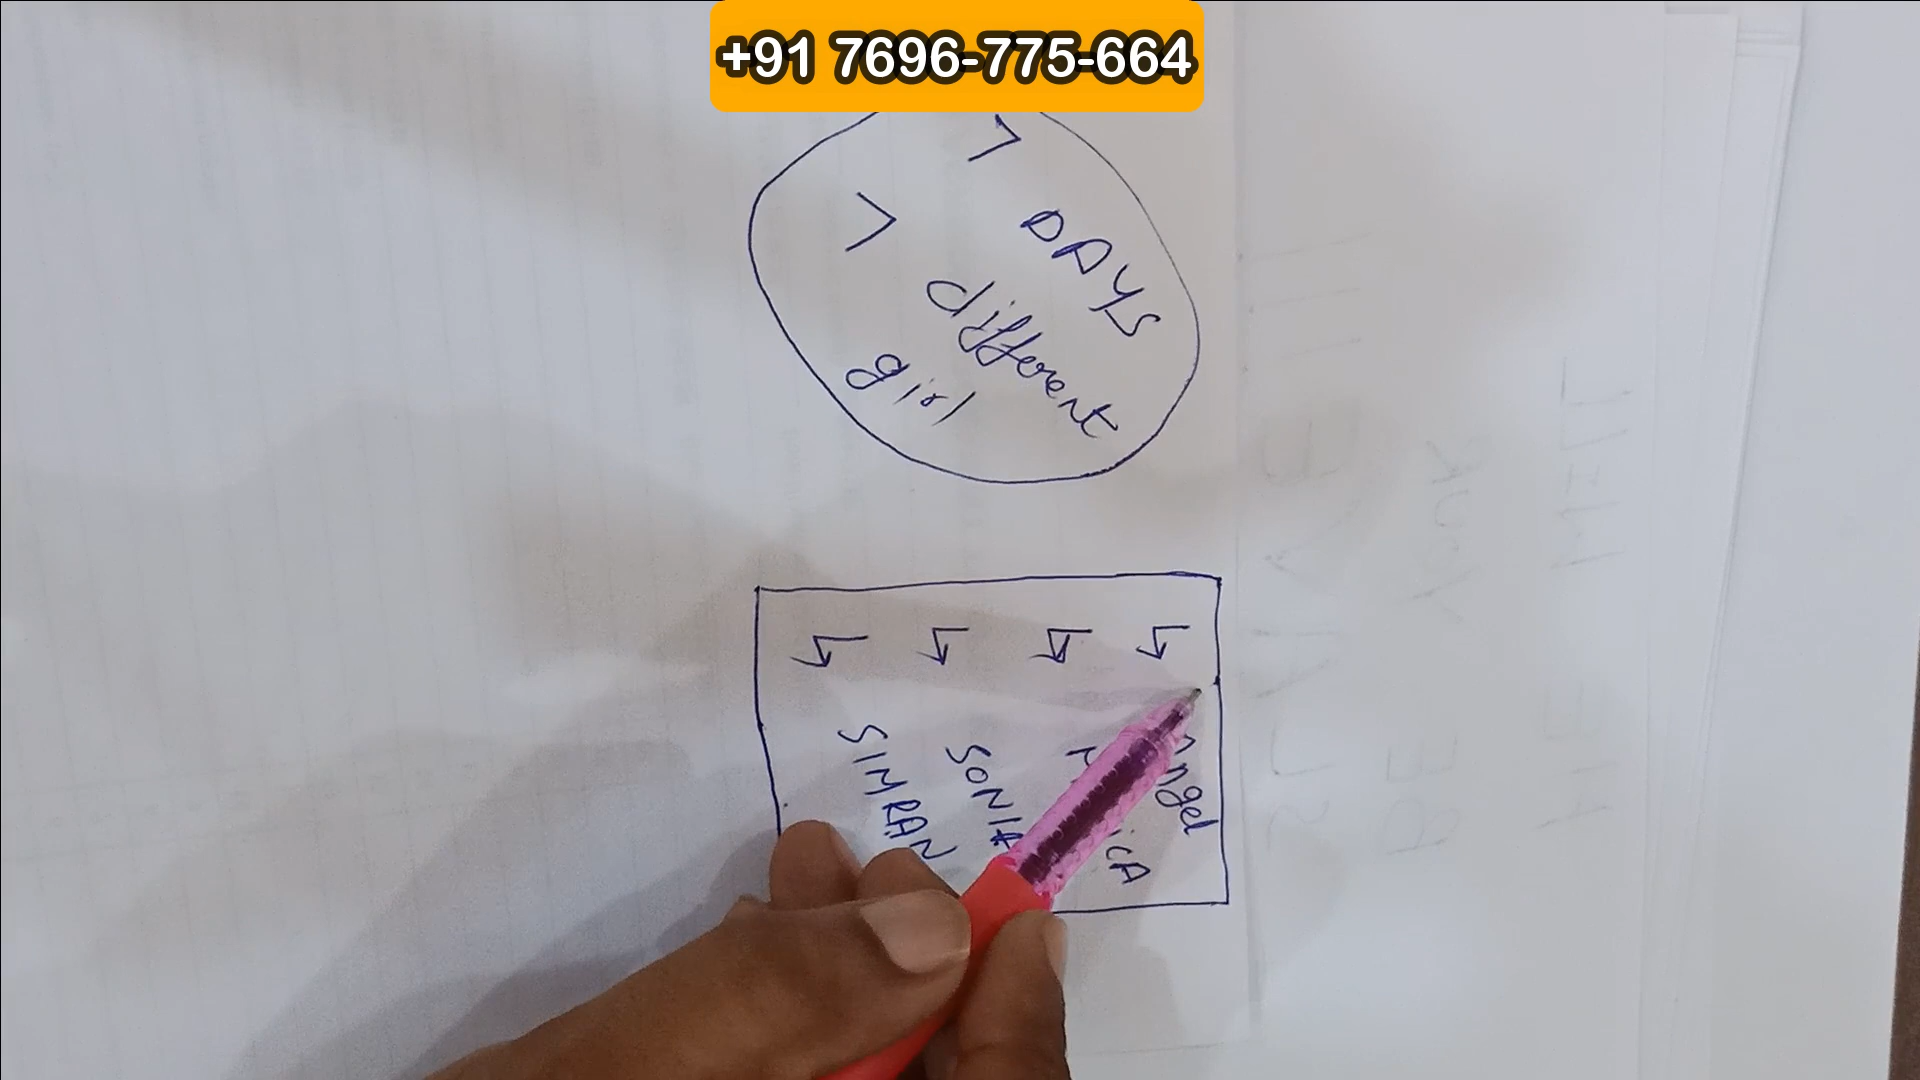 +91 7696-775-664
7 DAYS
7 different
girl
Angel
SONIA
SIMRAN